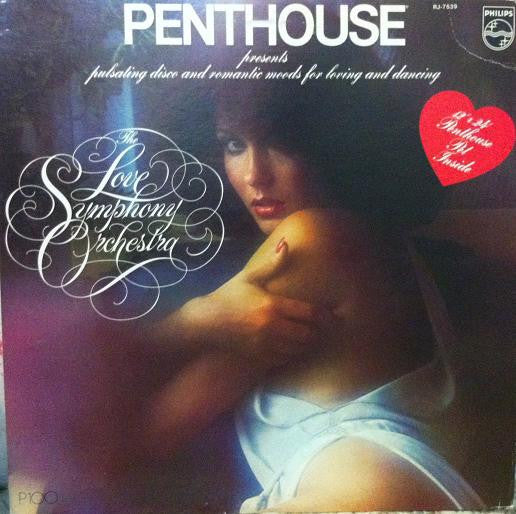 PENTHOUSE
RJ-7639
PHILIPS
presents
pulsating disco and romantic moods for loving and dancing
12" x 24"
Penthouse
Pet
Inside
The
Love
Symphony
Orchestra
P100